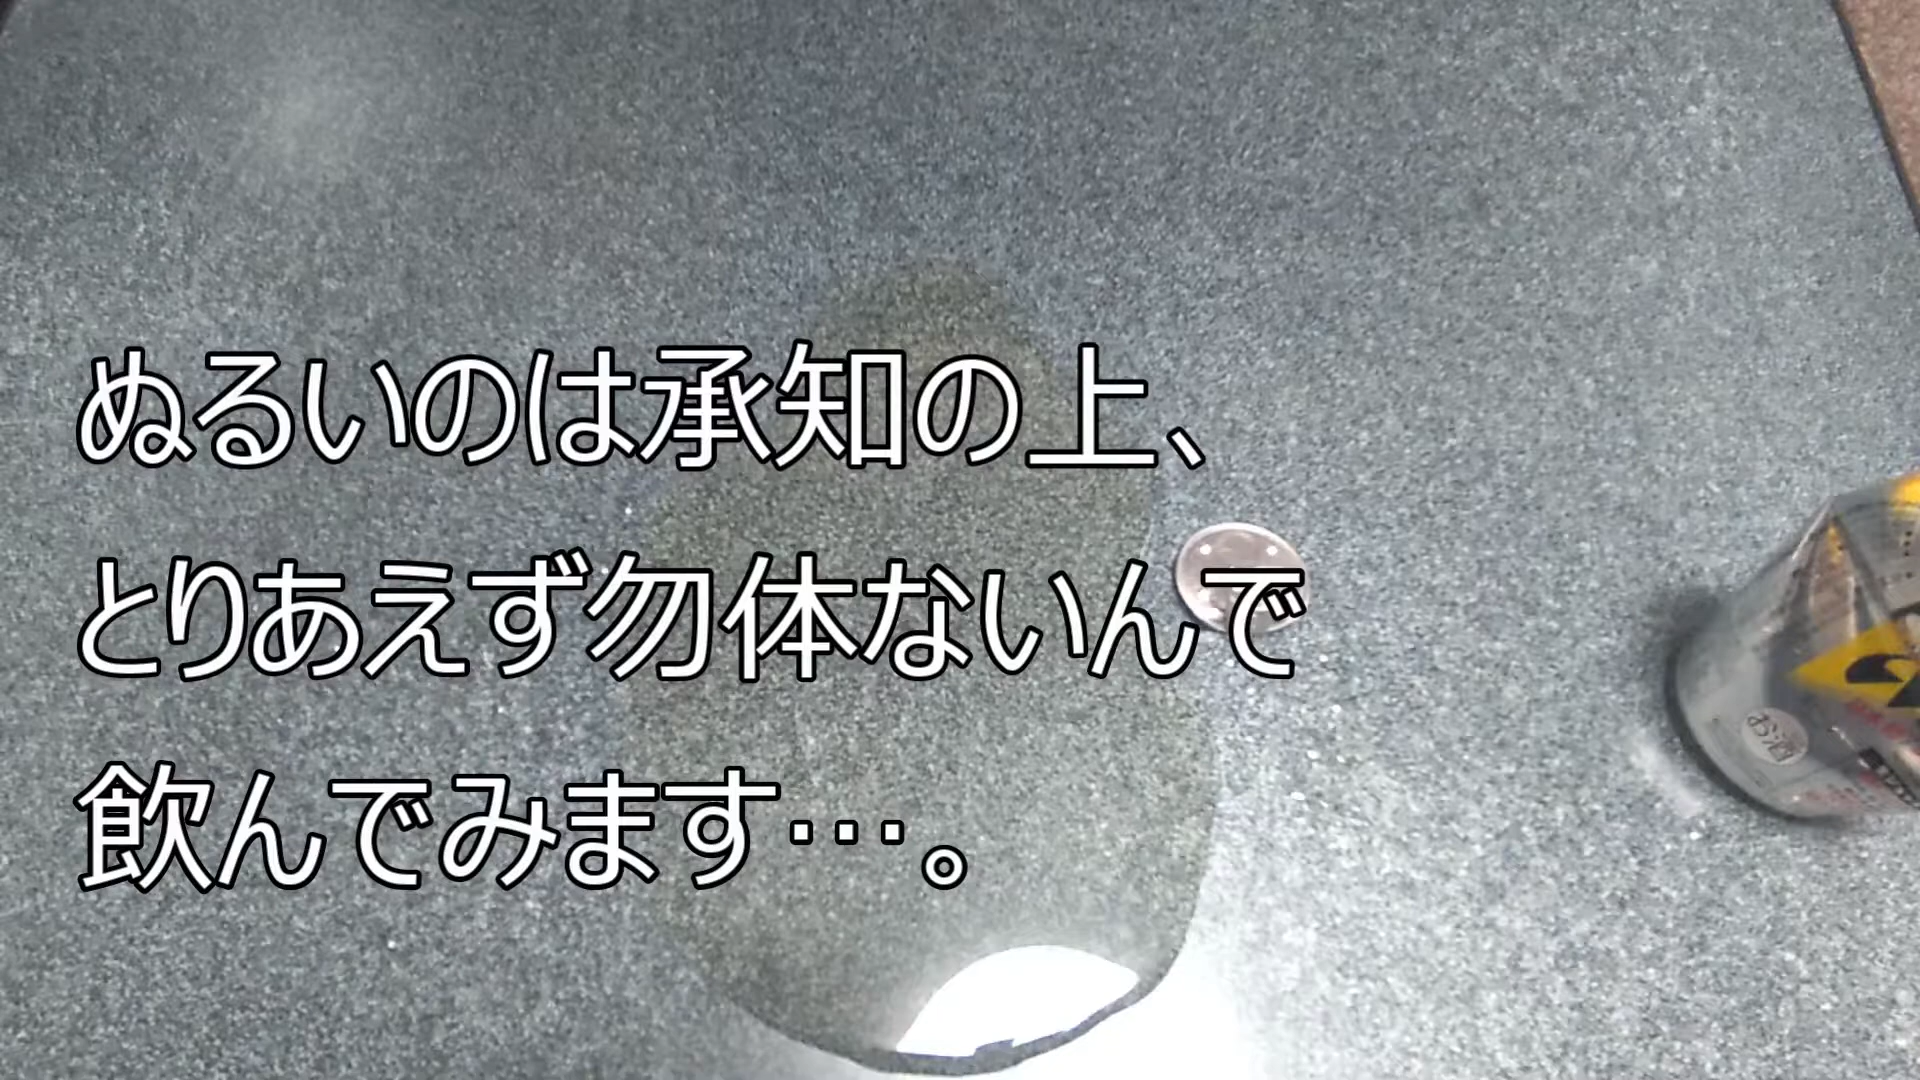 ぬるいのは承知の上、
とりあえず勿体ないんで
飲んでみます…。